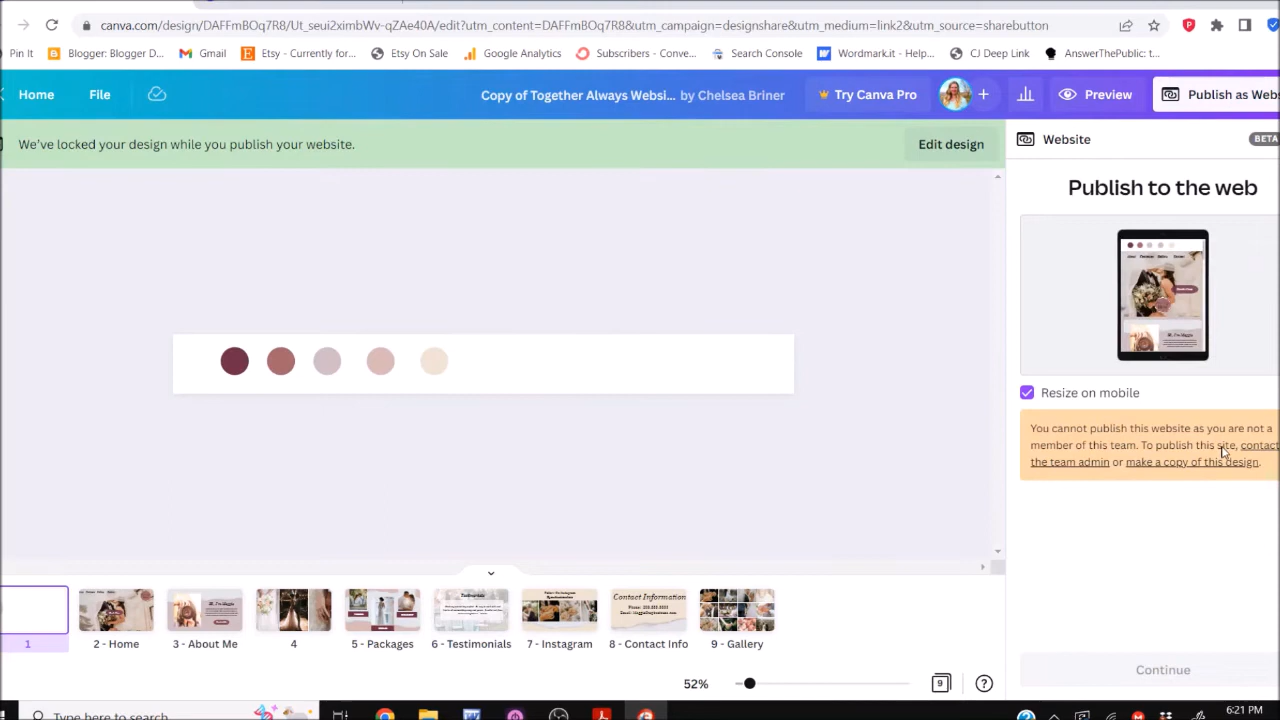 canva.com/design/DAFFmBOq7R8/Ut_seui2ximbWv-qZAe40A/edit?utm_content=DAFFmBOq7R8&utm_campaign=designshare&utm_medium=link2&utm_source=sharebutton
Pin It Blogger: Blogger D... Gmail Etsy - Currently for... Etsy On Sale Google Analytics Subscribers - Conve... Search Console Wordmark.it - Help... CJ Deep Link AnswerThePublic: t...
Home File Copy of Together Always Websi... by Chelsea Briner Try Canva Pro + Preview Publish as Webs
We've locked your design while you publish your website. Edit design
Website BETA
Publish to the web
Resize on mobile
You cannot publish this website as you are not a
member of this team. To publish this site, contact
the team admin or make a copy of this design.
Testimonials
Contact Information
1 2 - Home 3 - About Me 4 5 - Packages 6 - Testimonials 7 - Instagram 8 - Contact Info 9 - Gallery
52% 9 ?
Continue
Type here to search
6:21 PM